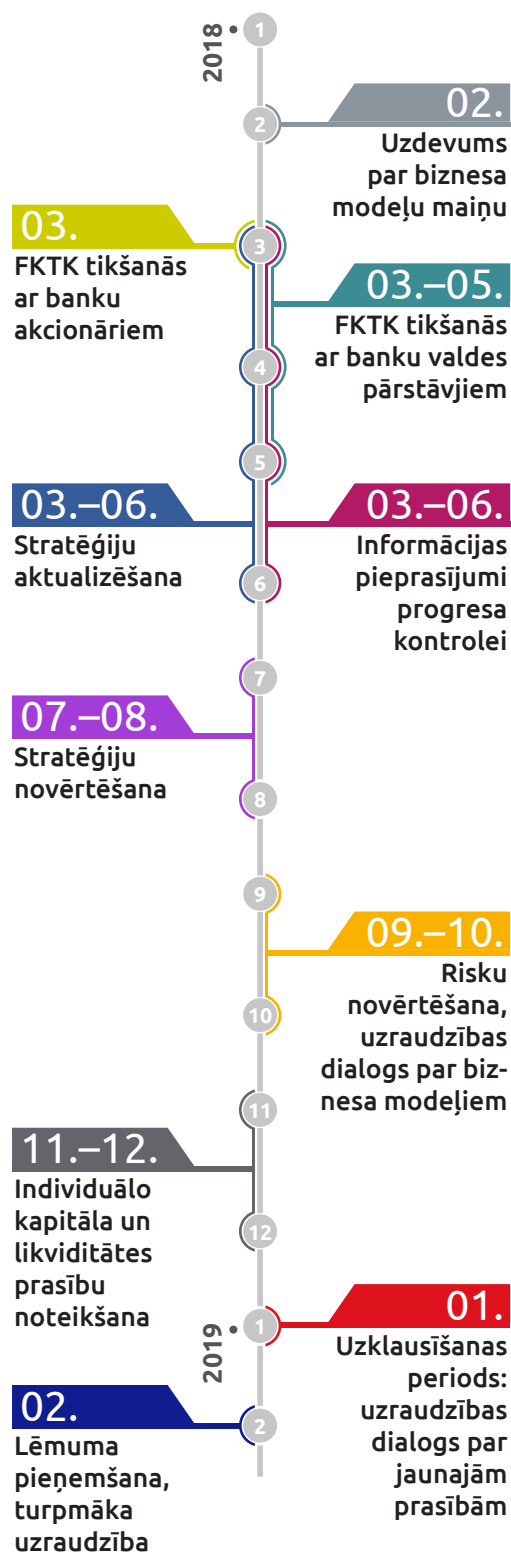 2018
1
2
02.
Uzdevums
par biznesa
modeļu maiņu
03.
FKTK tikšanās
ar banku
akcionāriem
3
03.–05.
FKTK tikšanās
ar banku valdes
pārstāvjiem
4
5
03.–06.
Stratēģiju
aktualizēšana
03.–06.
Informācijas
pieprasījumi
progresa
kontrolei
6
7
07.–08.
Stratēģiju
novērtēšana
8
9
09.–10.
Risku
novērtēšana,
uzraudzības
dialogs par biz-
nesa modeļiem
10
11
11.–12.
Individuālo
kapitāla un
likviditātes
prasību
noteikšana
12
2019
1
01.
Uzklausīšanas
periods:
uzraudzības
dialogs par
jaunajām
prasībām
02.
Lēmuma
pieņemšana,
turpmāka
uzraudzība
2